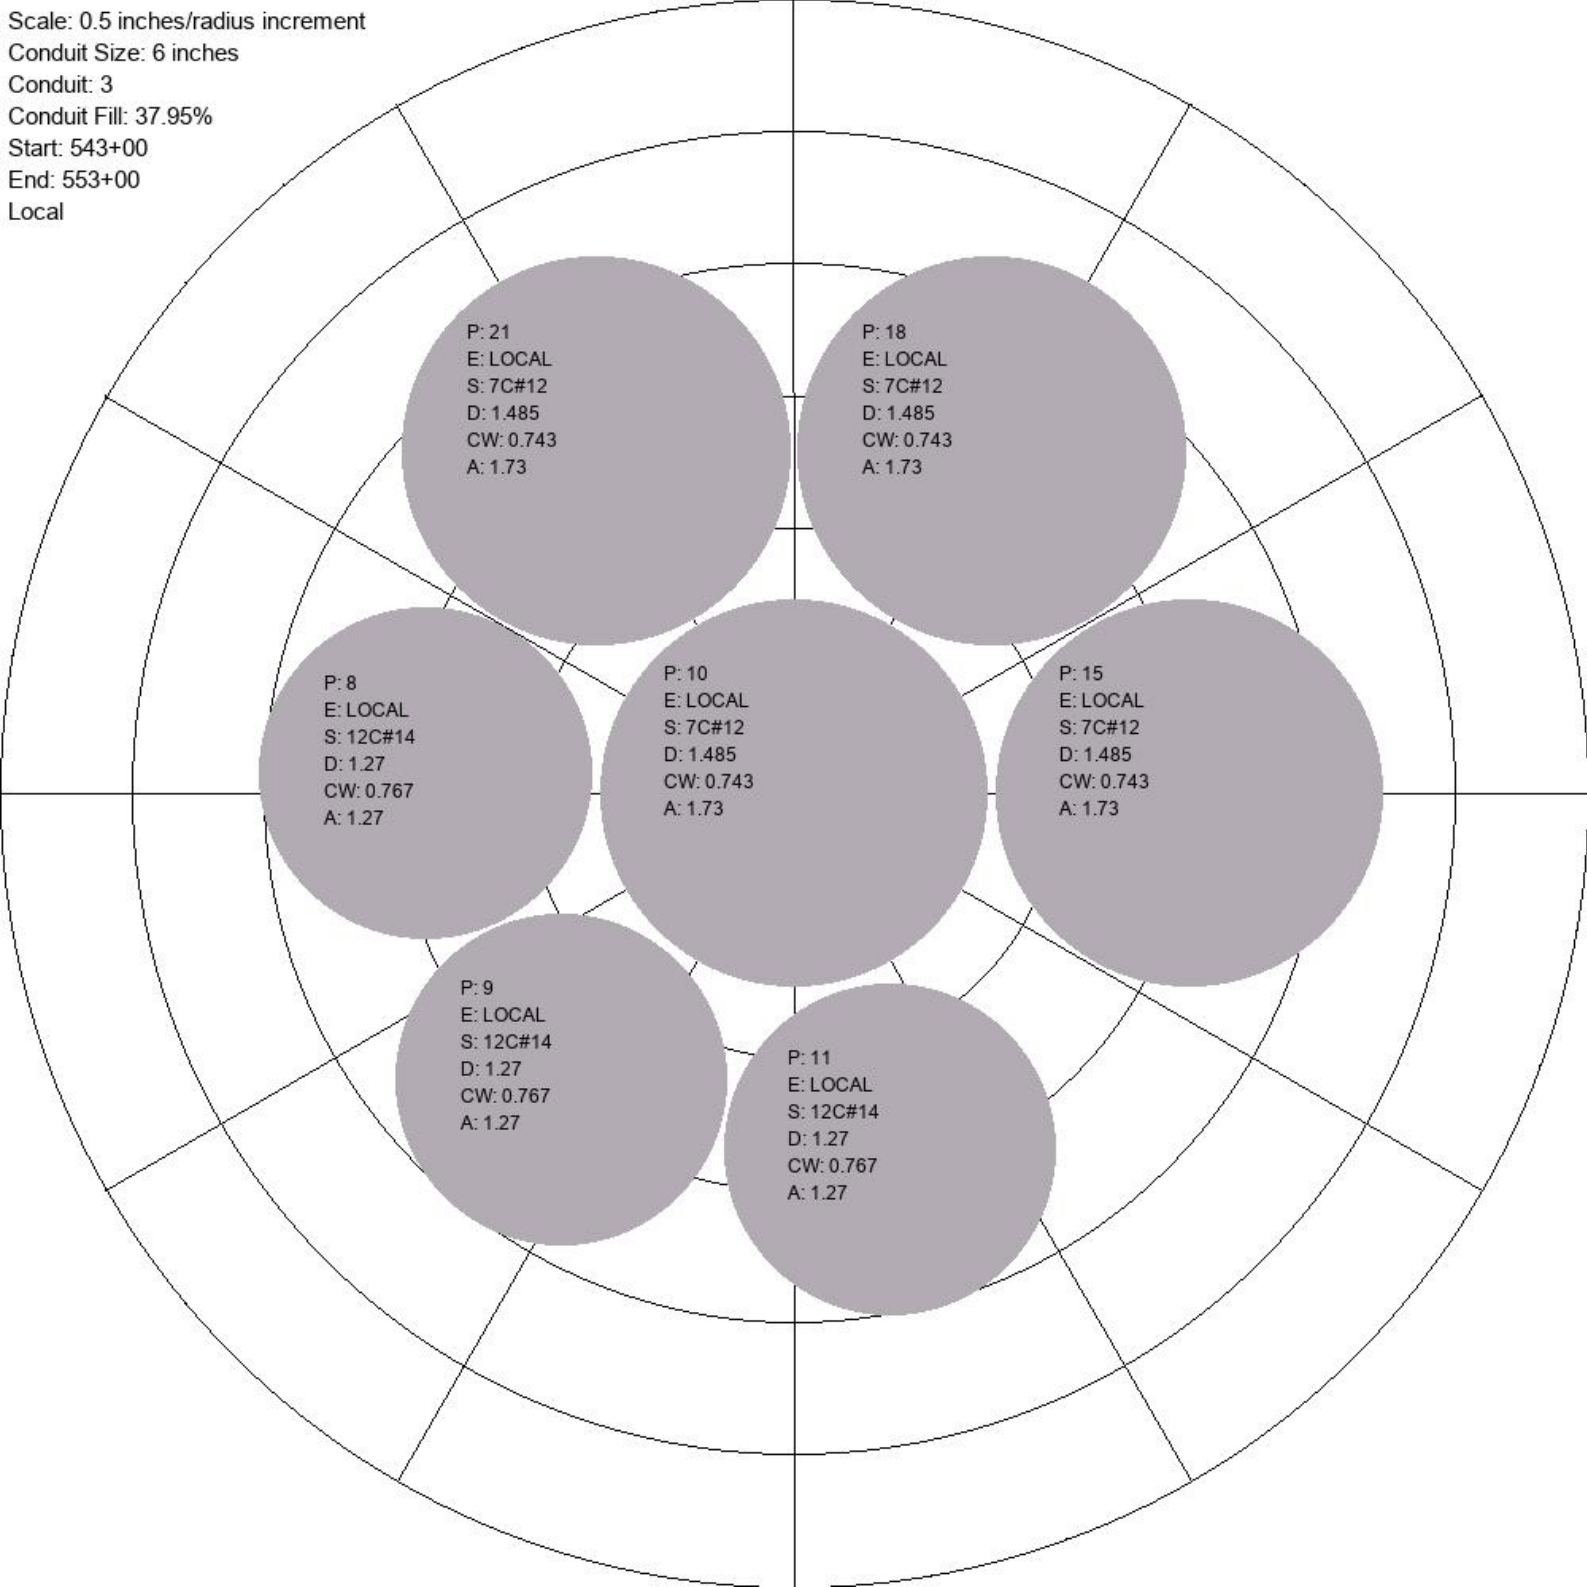 Scale: 0.5 inches/radius increment
Conduit Size: 6 inches
Conduit: 3
Conduit Fill: 37.95%
Start: 543+00
End: 553+00
Local
P: 21
E: LOCAL
S: 7C#12
D: 1.485
CW: 0.743
A: 1.73
P: 18
E: LOCAL
S: 7C#12
D: 1.485
CW: 0.743
A: 1.73
P: 8
E: LOCAL
S: 12C#14
D: 1.27
CW: 0.767
A: 1.27
P: 10
E: LOCAL
S: 7C#12
D: 1.485
CW: 0.743
A: 1.73
P: 15
E: LOCAL
S: 7C#12
D: 1.485
CW: 0.743
A: 1.73
P: 9
E: LOCAL
S: 12C#14
D: 1.27
CW: 0.767
A: 1.27
P: 11
E: LOCAL
S: 12C#14
D: 1.27
CW: 0.767
A: 1.27